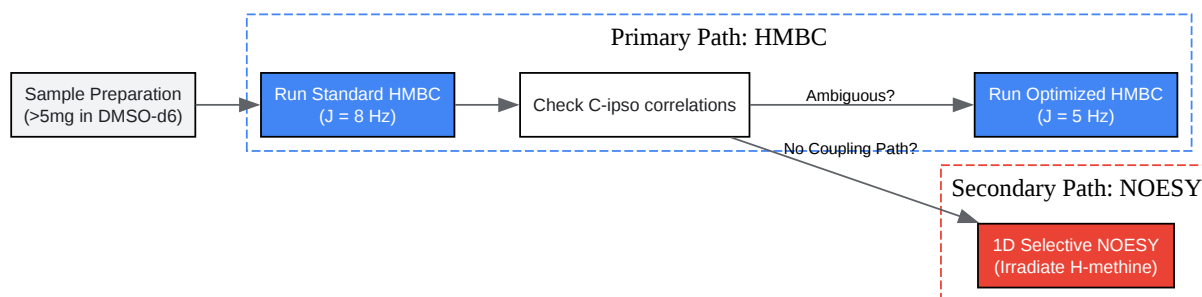 Primary Path: HMBC
Sample Preparation
(>5mg in DMSO-d6)
Run Standard HMBC
(J = 8 Hz)
Check C-ipso correlations
Ambiguous?
Run Optimized HMBC
(J = 5 Hz)
No Coupling Path?
Secondary Path: NOESY
1D Selective NOESY
(Irradiate H-methine)